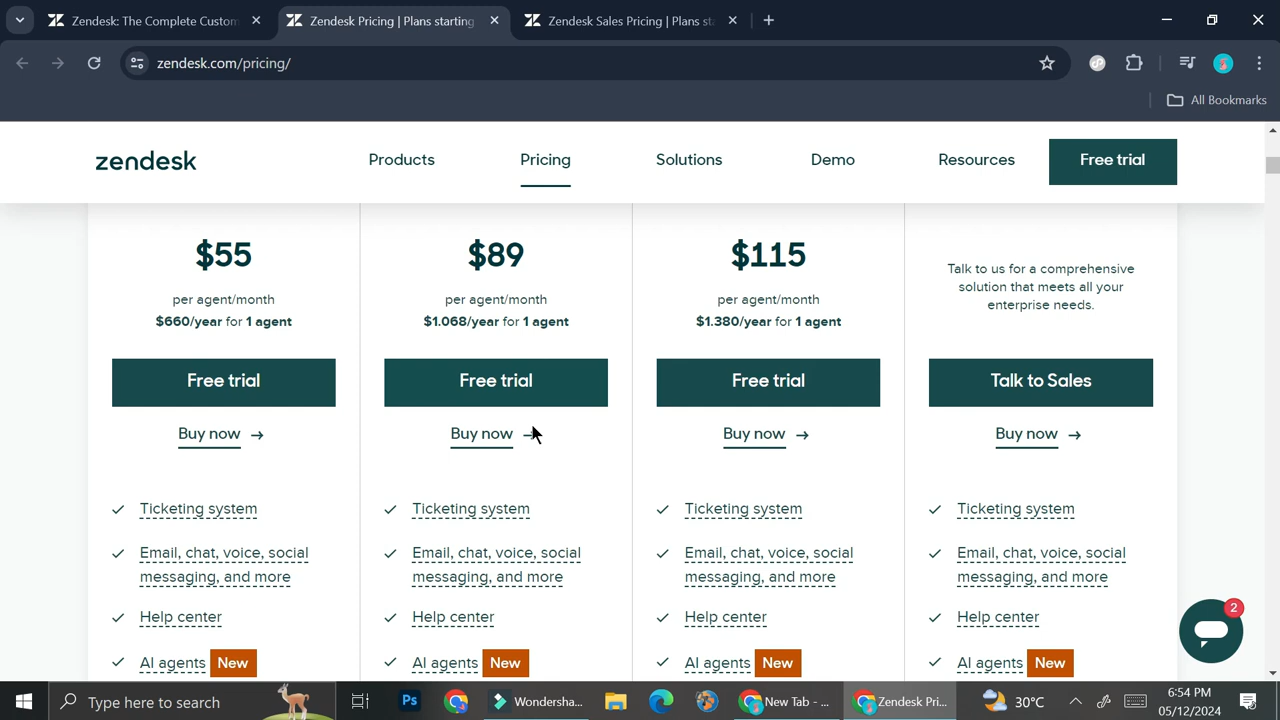 Zendesk: The Complete Custom
Zendesk Pricing | Plans starting
Zendesk Sales Pricing | Plans sta
zendesk.com/pricing/
All Bookmarks
zendesk
Products
Pricing
Solutions
Demo
Resources
Free trial
$55
per agent/month
$660/year for 1 agent
Free trial
Buy now →
Ticketing system
Email, chat, voice, social
messaging, and more
Help center
AI agents New
$89
per agent/month
$1.068/year for 1 agent
Free trial
Buy now →
Ticketing system
Email, chat, voice, social
messaging, and more
Help center
AI agents New
$115
per agent/month
$1.380/year for 1 agent
Free trial
Buy now →
Ticketing system
Email, chat, voice, social
messaging, and more
Help center
AI agents New
Talk to us for a comprehensive
solution that meets all your
enterprise needs.
Talk to Sales
Buy now →
Ticketing system
Email, chat, voice, social
messaging, and more
Help center
AI agents New
2
Type here to search
Ps
Wondersha...
New Tab - ...
Zendesk Pri...
30°C
6:54 PM
05/12/2024